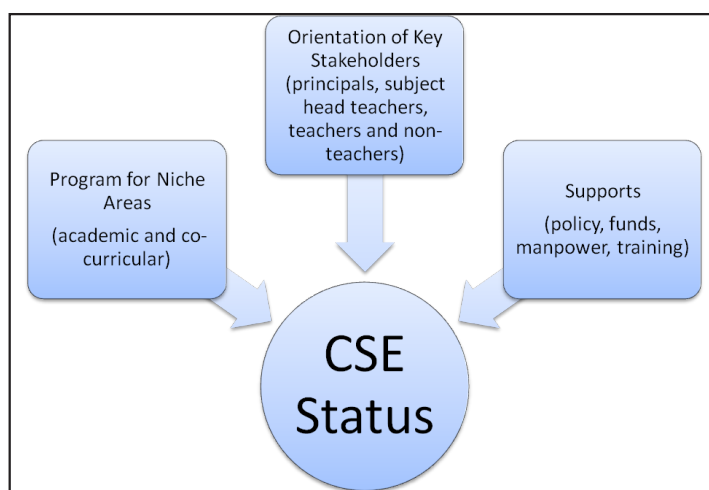 Orientation of Key
Stakeholders
(principals, subject
head teachers,
teachers and non-
teachers)
Program for Niche
Areas
(academic and co-
curricular)
Supports
(policy, funds,
manpower, training)
CSE
Status